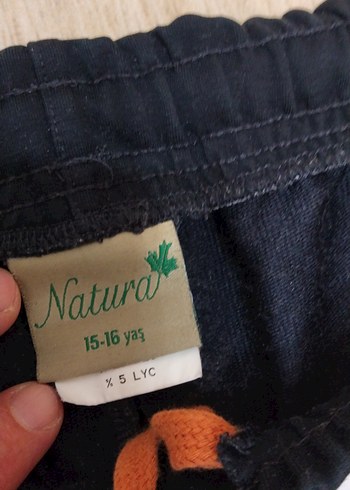 Natura
15-16 yaş
% 5 LYC